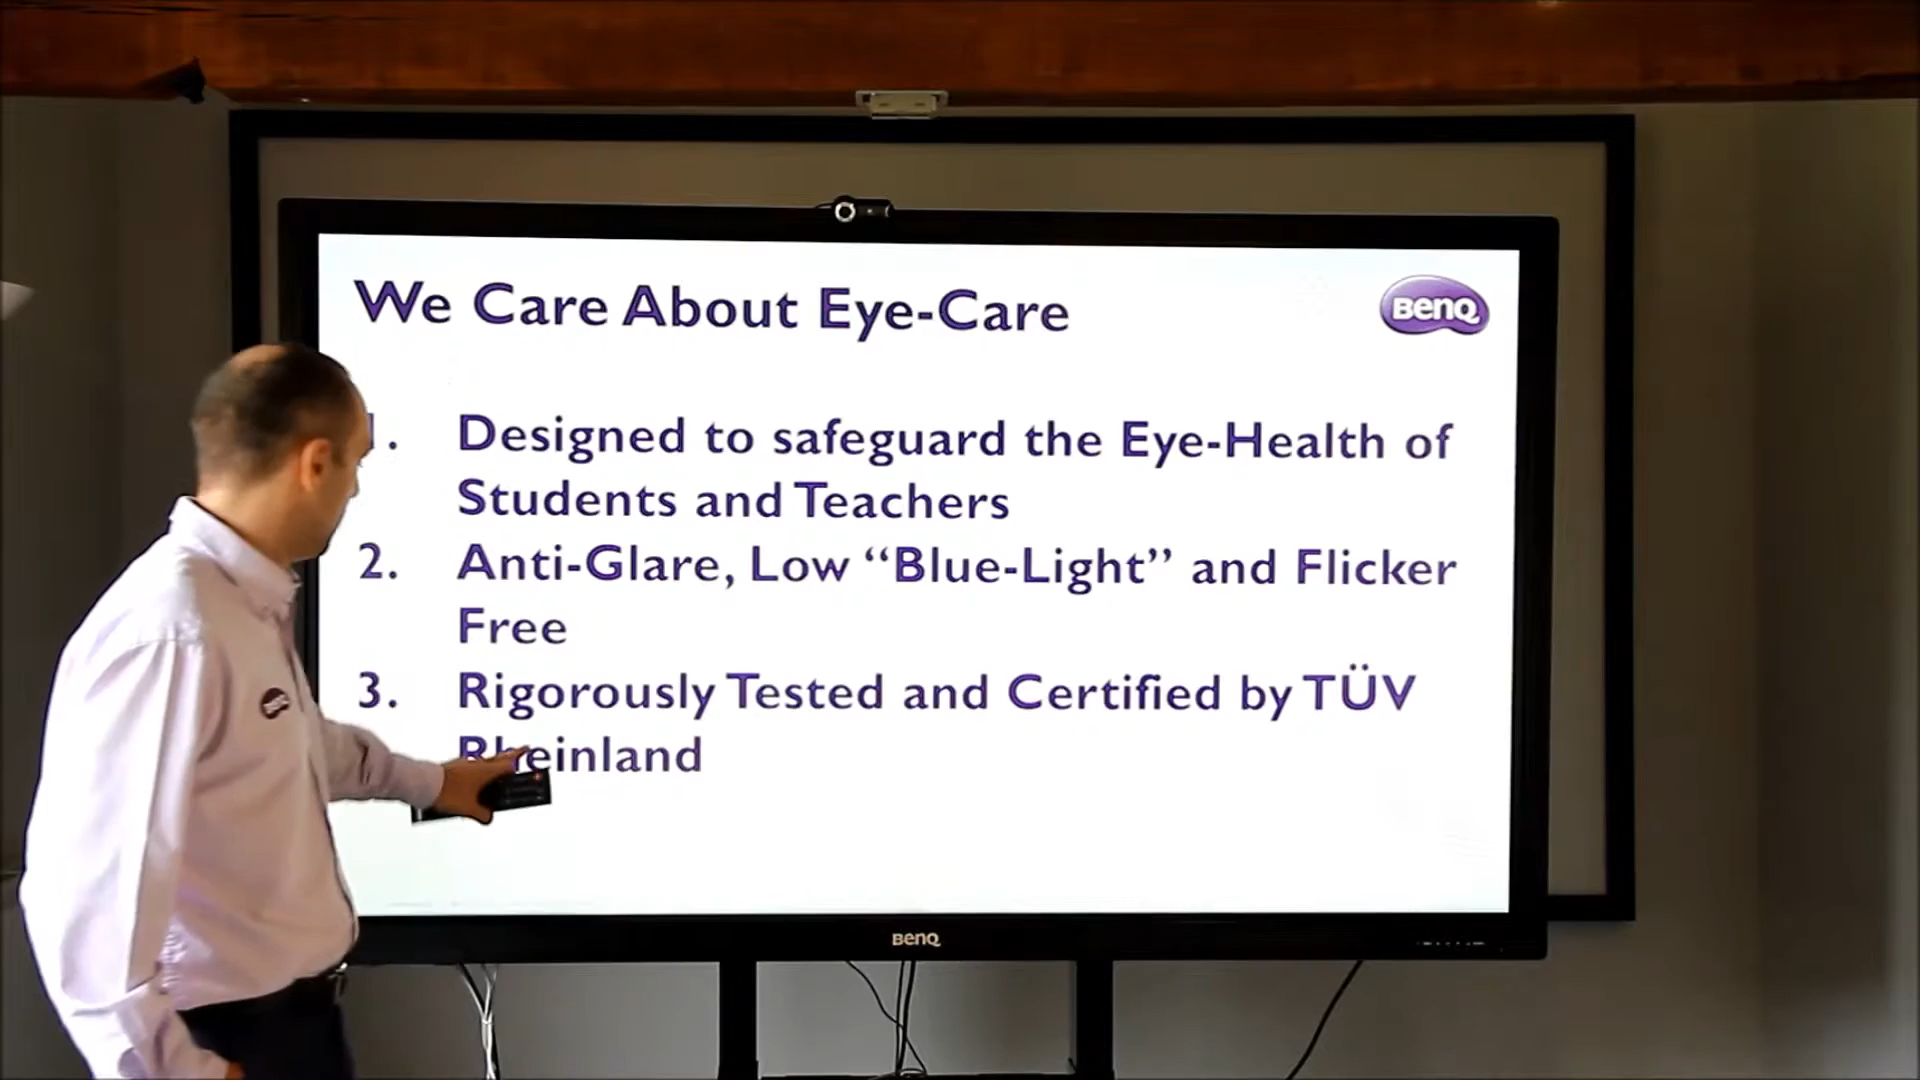 We Care About Eye-Care
BenQ
1. Designed to safeguard the Eye-Health of
Students and Teachers
2. Anti-Glare, Low “Blue-Light” and Flicker
Free
3. Rigorously Tested and Certified by TÜV
Rheinland
BenQ